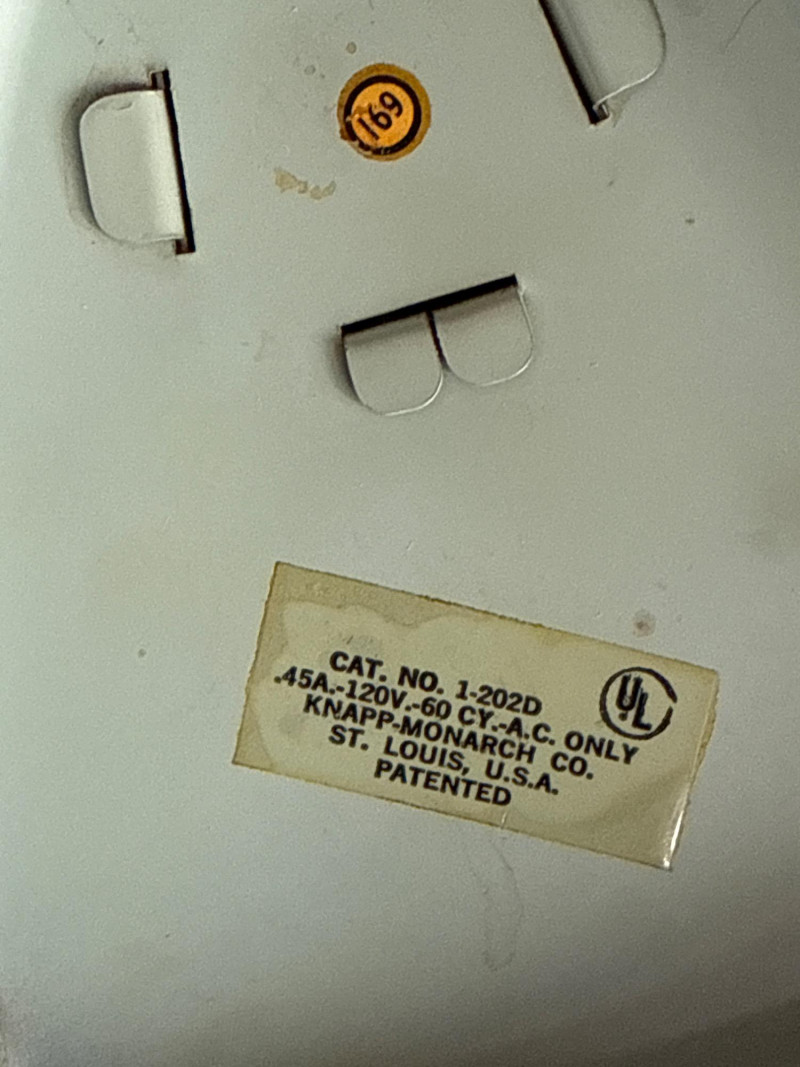 169
CAT. NO. 1-202D
.45A.-120V.-60 CY.-A.C. ONLY
KNAPP-MONARCH CO.
ST. LOUIS, U.S.A.
PATENTED
UL